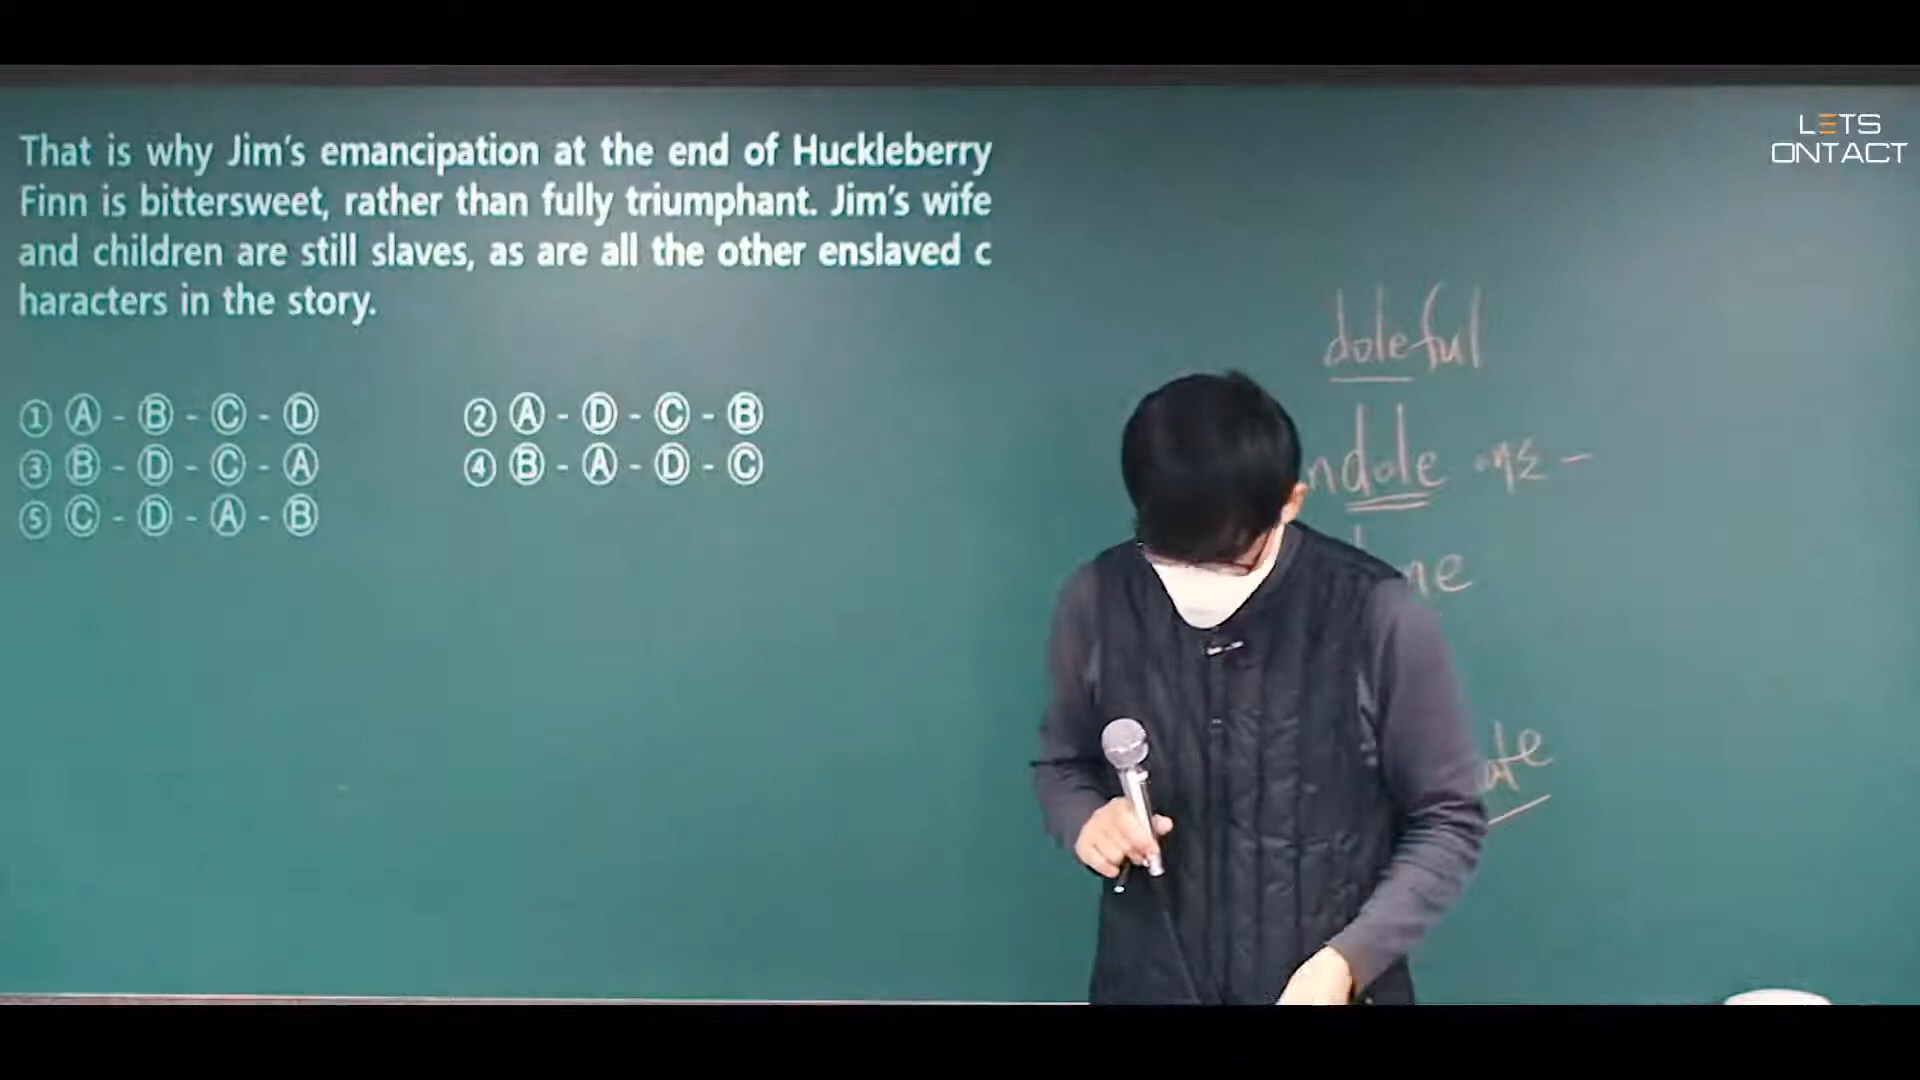 LETS
ONTACT
That is why Jim's emancipation at the end of Huckleberry
Finn is bittersweet, rather than fully triumphant. Jim's wife
and children are still slaves, as are all the other enslaved c
haracters in the story.
① Ⓐ - Ⓑ - Ⓒ - Ⓓ
② Ⓐ - Ⓓ - Ⓒ - Ⓑ
③ Ⓑ - Ⓓ - Ⓒ - Ⓐ
④ Ⓑ - Ⓐ - Ⓓ - Ⓒ
⑤ Ⓒ - Ⓓ - Ⓐ - Ⓑ
doleful